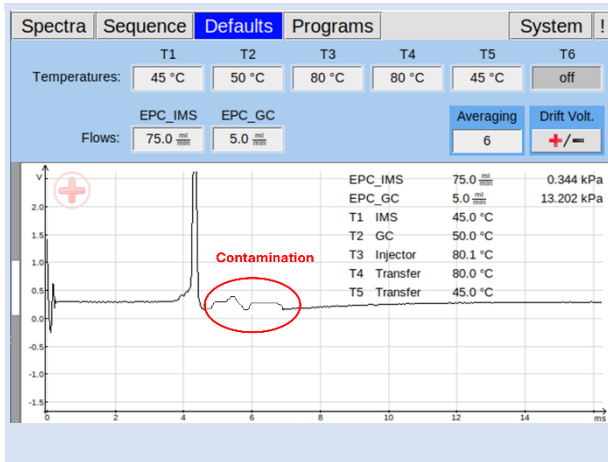 Spectra Sequence Defaults Programs System !
T1 T2 T3 T4 T5 T6
Temperatures: 45 °C 50 °C 80 °C 80 °C 45 °C off
EPC_IMS EPC_GC Averaging Drift Volt.
Flows: 75.0 ml/min 5.0 ml/min 6 +/-
V
EPC_IMS 75.0 ml/min 0.344 kPa
EPC_GC 5.0 ml/min 13.202 kPa
T1 IMS 45.0 °C
T2 GC 50.0 °C
T3 Injector 80.1 °C
T4 Transfer 80.0 °C
T5 Transfer 45.0 °C
Contamination
2.0
1.5
1.0
0.5
0.0
-0.5
-1.0
-1.5
0 2 4 6 8 10 12 14 ms